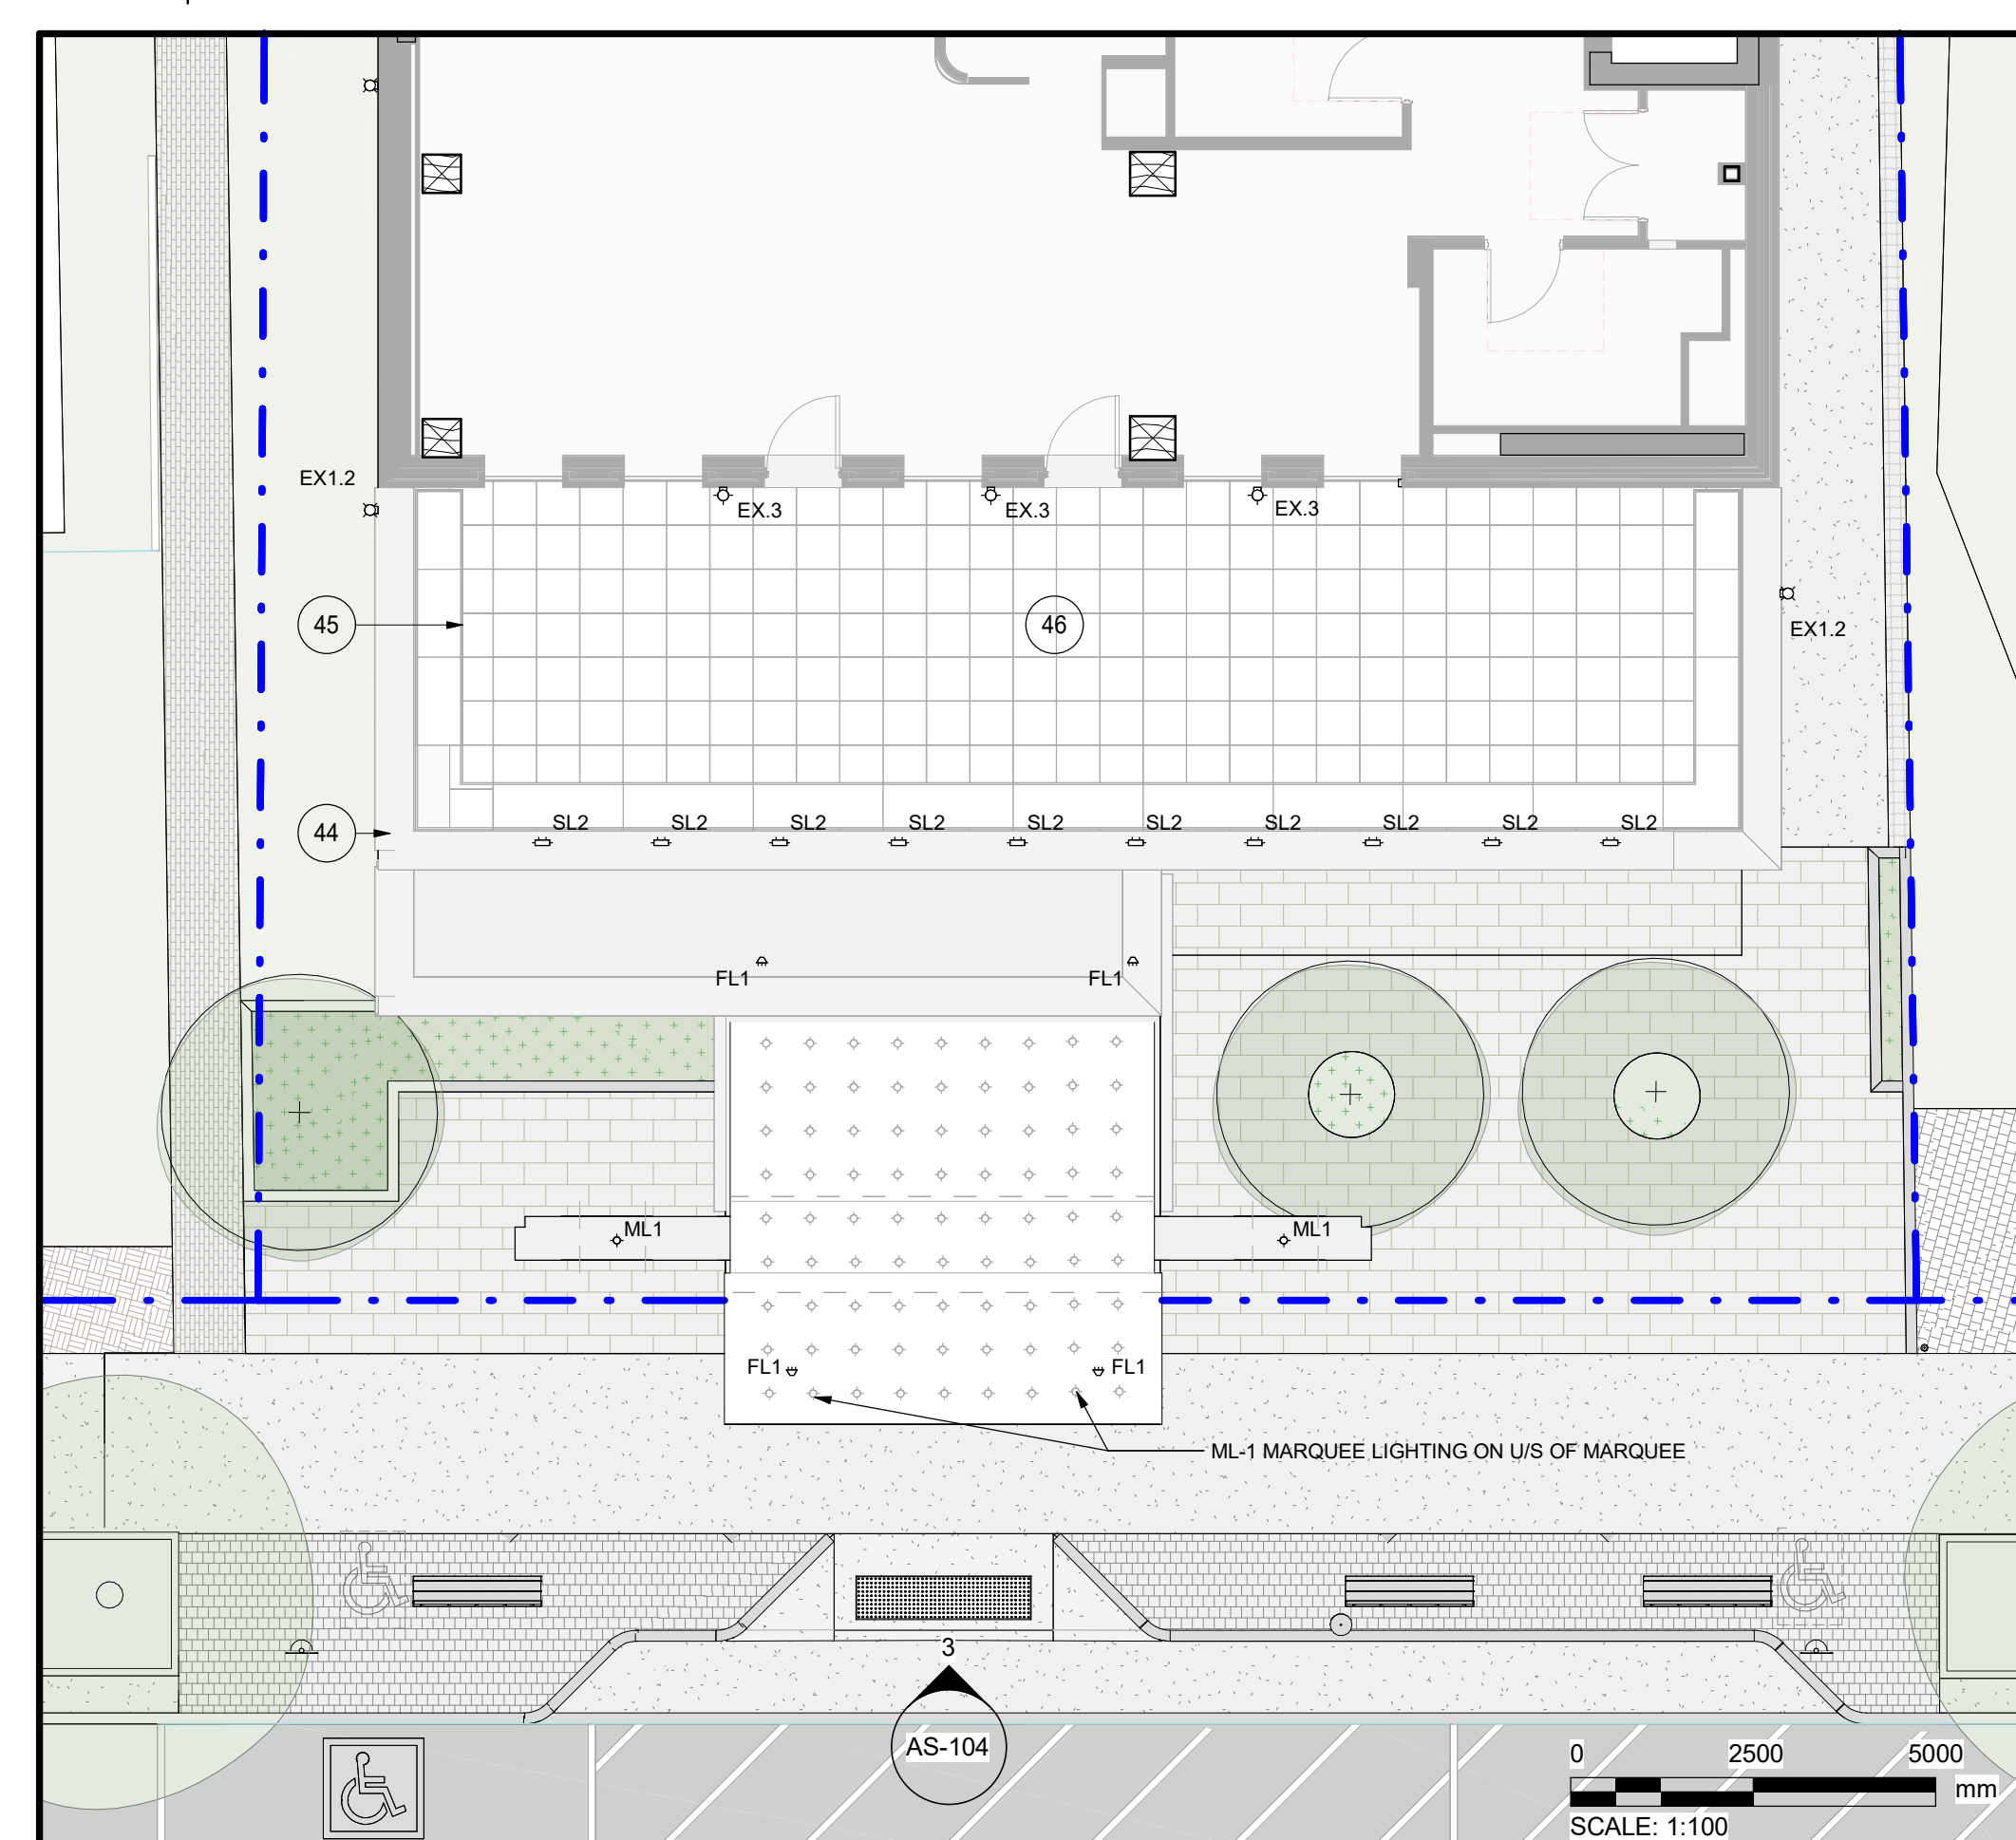 EX1.2
EX.3
EX.3
EX.3
45
46
EX1.2
44
SL2
SL2
SL2
SL2
SL2
SL2
SL2
SL2
SL2
SL2
FL1
FL1
ML1
ML1
FL1
FL1
ML-1 MARQUEE LIGHTING ON U/S OF MARQUEE
3
AS-104
0 2500 5000
mm
SCALE: 1:100